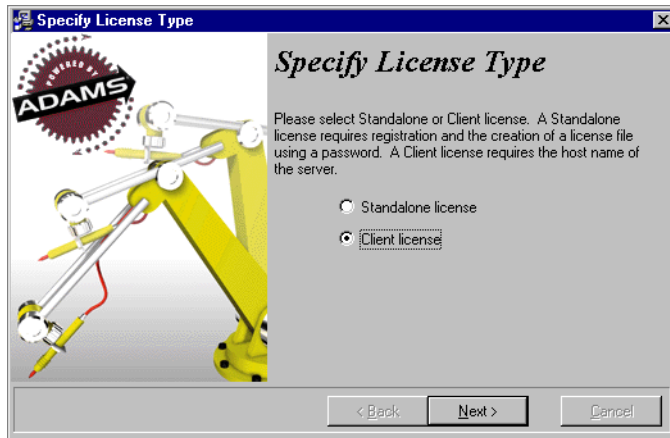 Specify License Type
POWERED BY
ADAMS
Specify License Type
Please select Standalone or Client license. A Standalone
license requires registration and the creation of a license file
using a password. A Client license requires the host name of
the server.
Standalone license
Client license
< Back
Next >
Cancel